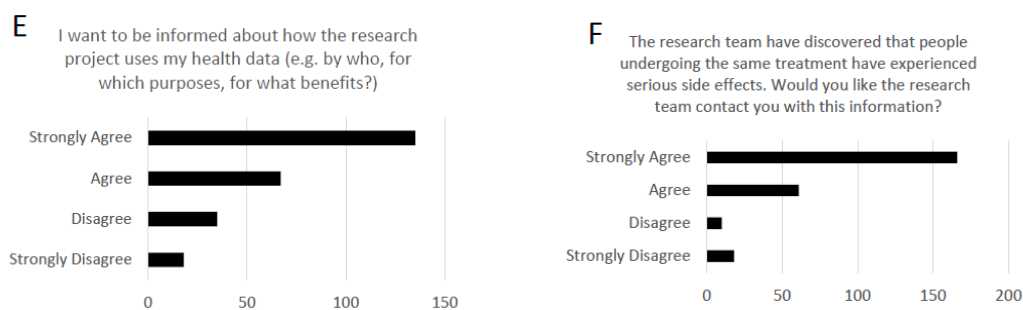 E
I want to be informed about how the research
project uses my health data (e.g. by who, for
which purposes, for what benefits?)
Strongly Agree
Agree
Disagree
Strongly Disagree
0 50 100 150
F
The research team have discovered that people
undergoing the same treatment have experienced
serious side effects. Would you like the research
team contact you with this information?
Strongly Agree
Agree
Disagree
Strongly Disagree
0 50 100 150 200